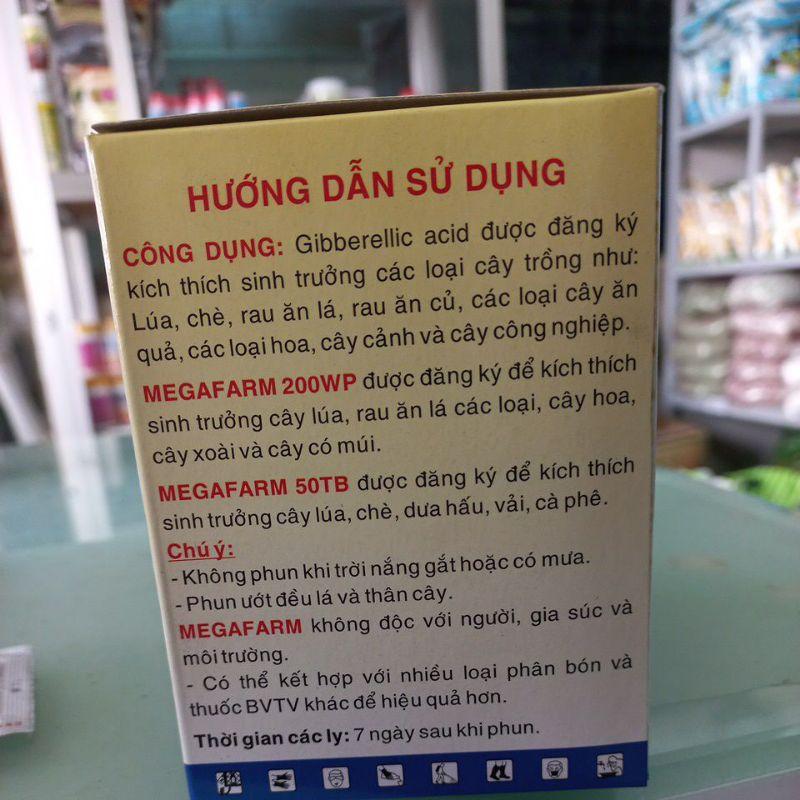 HƯỚNG DẪN SỬ DỤNG
CÔNG DỤNG: Gibberellic acid được đăng ký
kích thích sinh trưởng các loại cây trồng như:
Lúa, chè, rau ăn lá, rau ăn củ, các loại cây ăn
quả, các loại hoa, cây cảnh và cây công nghiệp.
MEGAFARM 200WP được đăng ký để kích thích
sinh trưởng cây lúa, rau ăn lá các loại, cây hoa,
cây xoài và cây có múi.
MEGAFARM 50TB được đăng ký để kích thích
sinh trưởng cây lúa, chè, dưa hấu, vải, cà phê.
Chú ý:
- Không phun khi trời nắng gắt hoặc có mưa.
- Phun ướt đều lá và thân cây.
MEGAFARM không độc với người, gia súc và
môi trường.
- Có thể kết hợp với nhiều loại phân bón và
thuốc BVTV khác để hiệu quả hơn.
Thời gian các ly: 7 ngày sau khi phun.